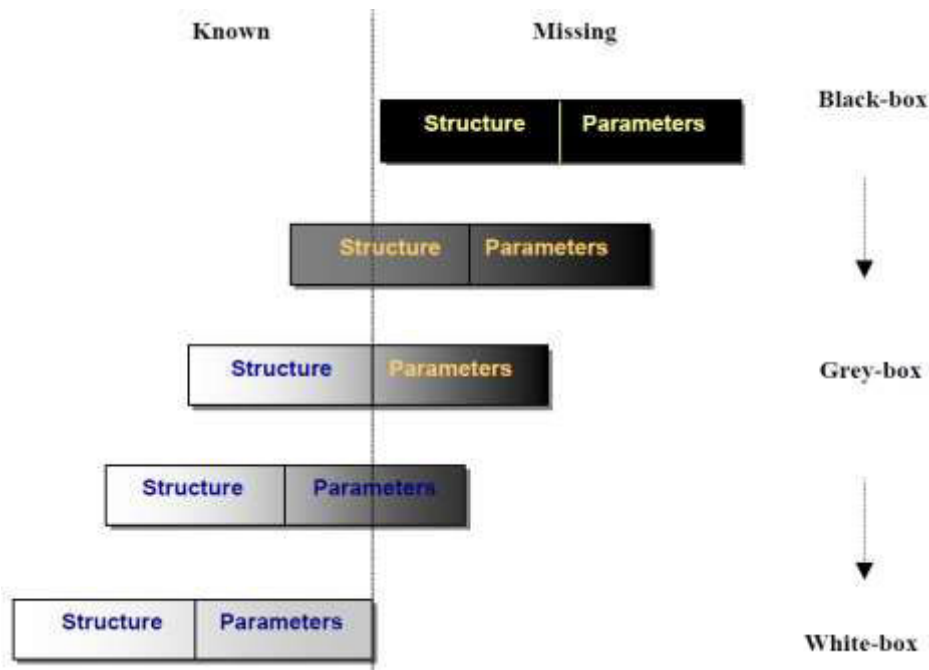 Known Missing
Black-box
Structure Parameters
Structure Parameters
Structure Parameters
Grey-box
Structure Parameters
Structure Parameters
White-box